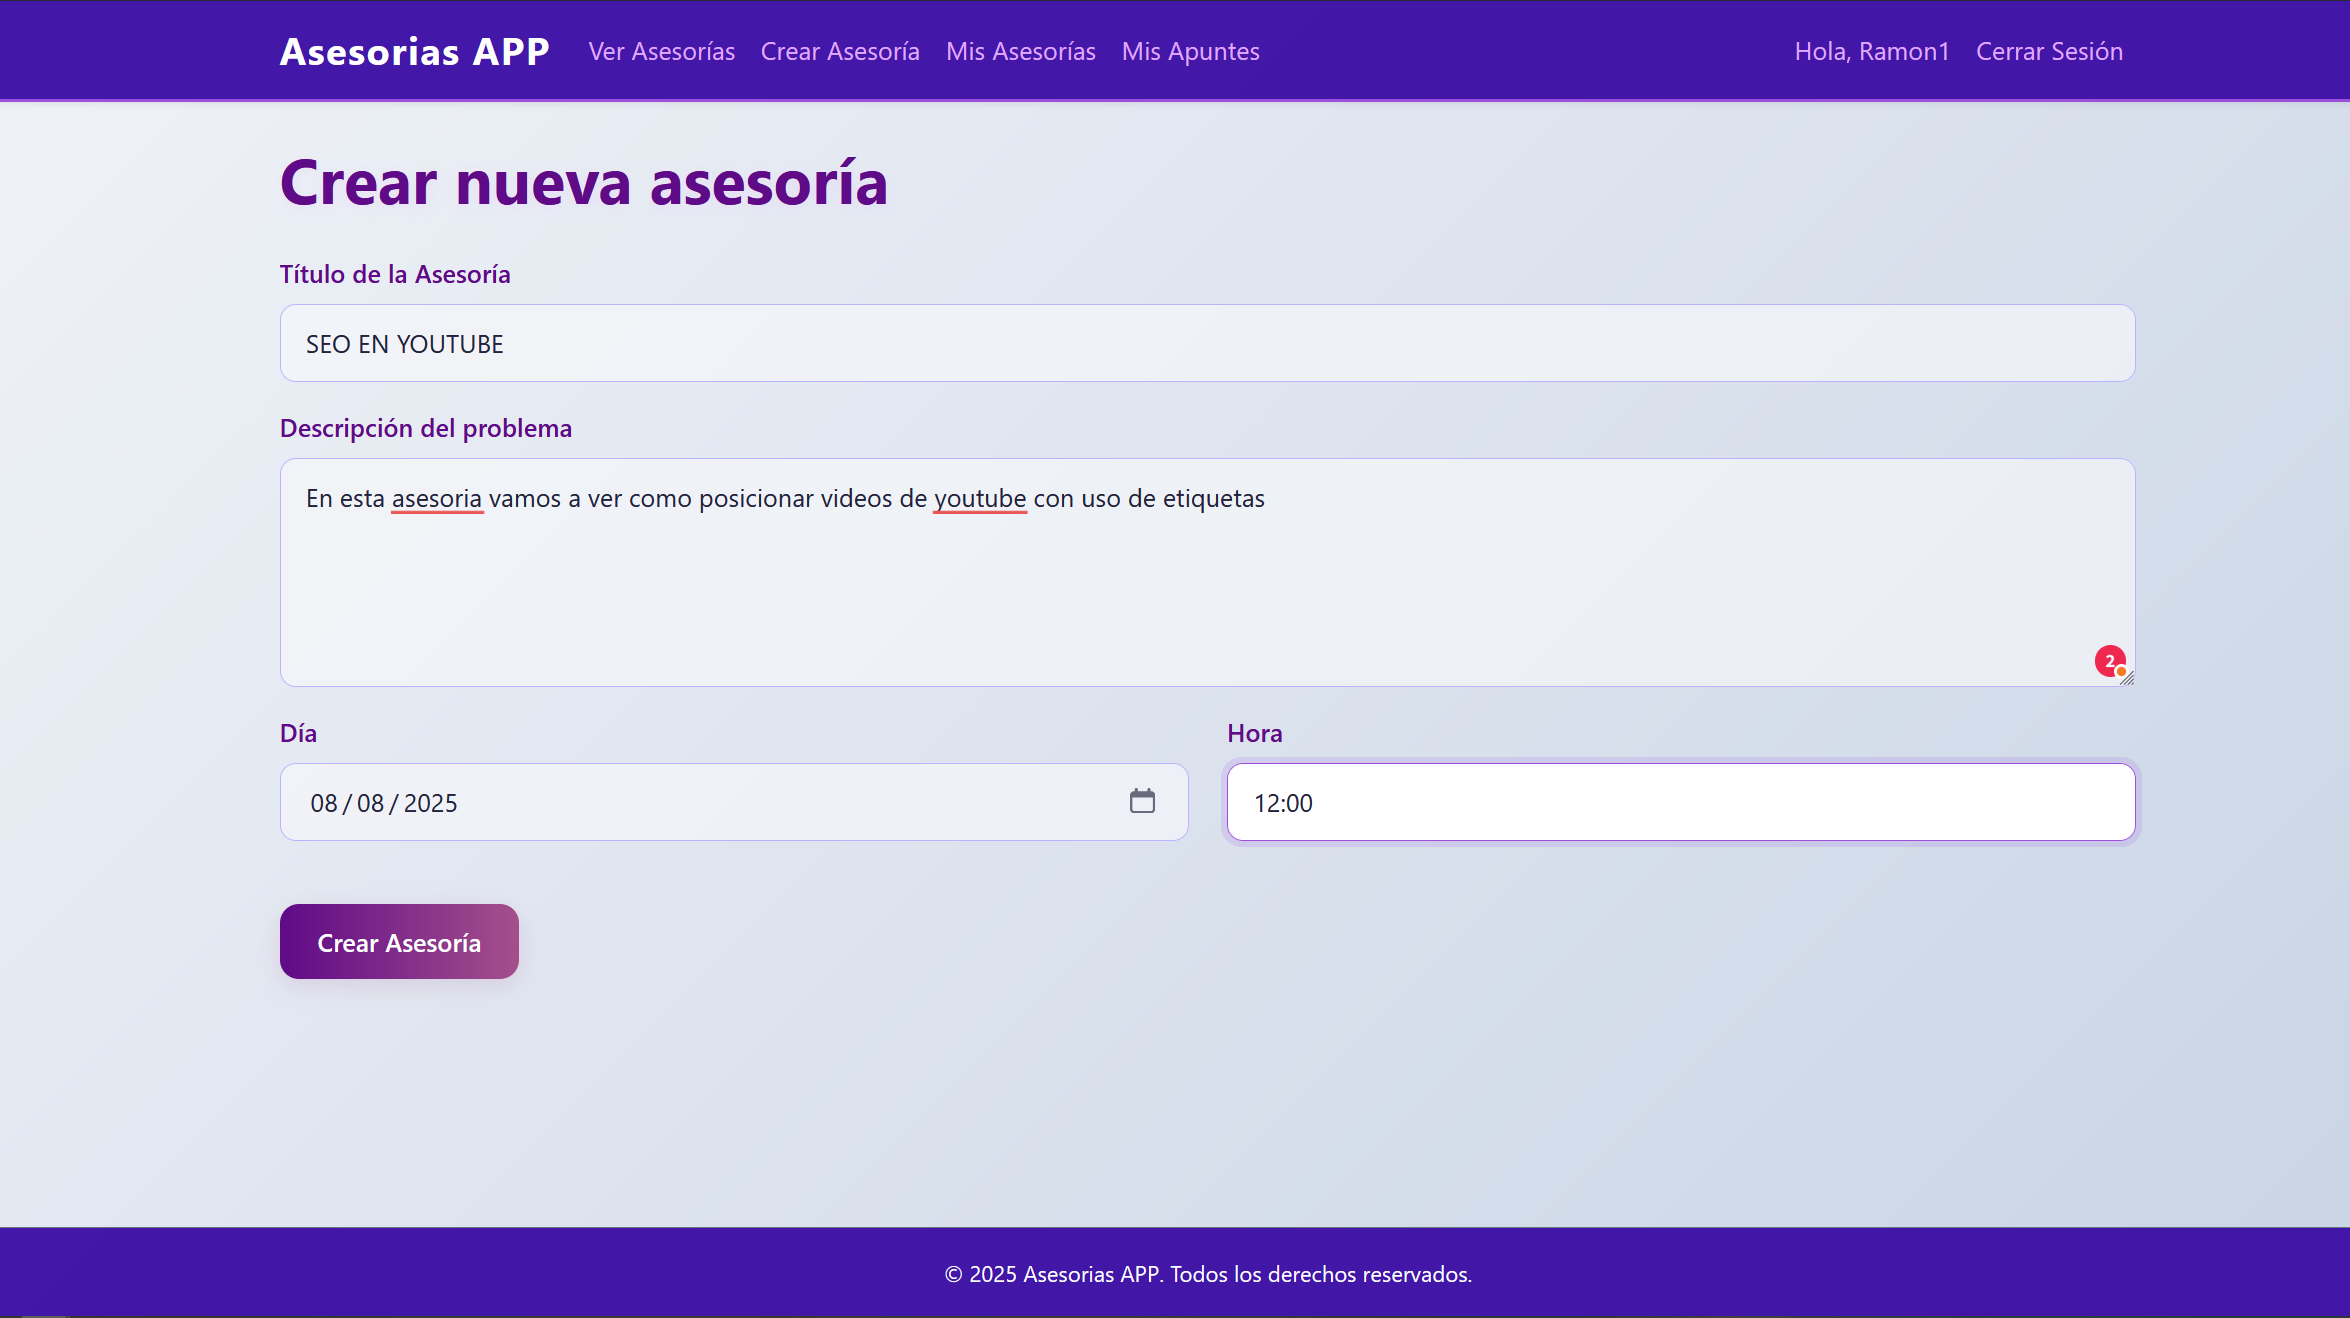 Asesorias APP Ver Asesorías Crear Asesoría Mis Asesorías Mis Apuntes Hola, Ramon1 Cerrar Sesión
Crear nueva asesoría
Título de la Asesoría
SEO EN YOUTUBE
Descripción del problema
En esta asesoria vamos a ver como posicionar videos de youtube con uso de etiquetas
2
Día Hora
08/08/2025 12:00
Crear Asesoría
© 2025 Asesorias APP. Todos los derechos reservados.